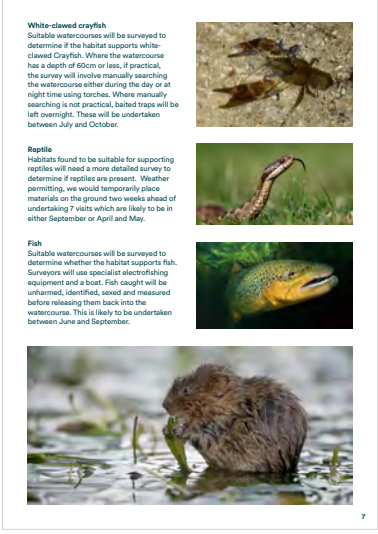 White-clawed crayfish
Suitable watercourses will be surveyed to
determine if the habitat supports white-
clawed Crayfish. Where the watercourse
has a depth of 60cm or less, if practical,
the survey will involve manually searching
the watercourse either during the day or at
night time using torches. Where manually
searching is not practical, baited traps will be
left overnight. These will be undertaken
between July and October.
Reptile
Habitats found to be suitable for supporting
reptiles will need a more detailed survey to
determine if reptiles are present.  Weather
permitting, we would temporarily place
materials on the ground two weeks ahead of
undertaking 7 visits which are likely to be in
either September or April and May.
Fish
Suitable watercourses will be surveyed to
determine whether the habitat supports fish.
Surveyors will use specialist electrofishing
equipment and a boat. Fish caught will be
unharmed, identified, sexed and measured
before releasing them back into the
watercourse. This is likely to be undertaken
between June and September.
7